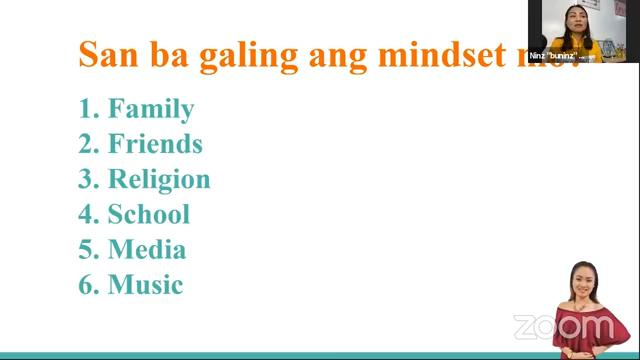 San ba galing ang mindset mo?
1. Family
2. Friends
3. Religion
4. School
5. Media
6. Music
Ninz "buninz"
zoom